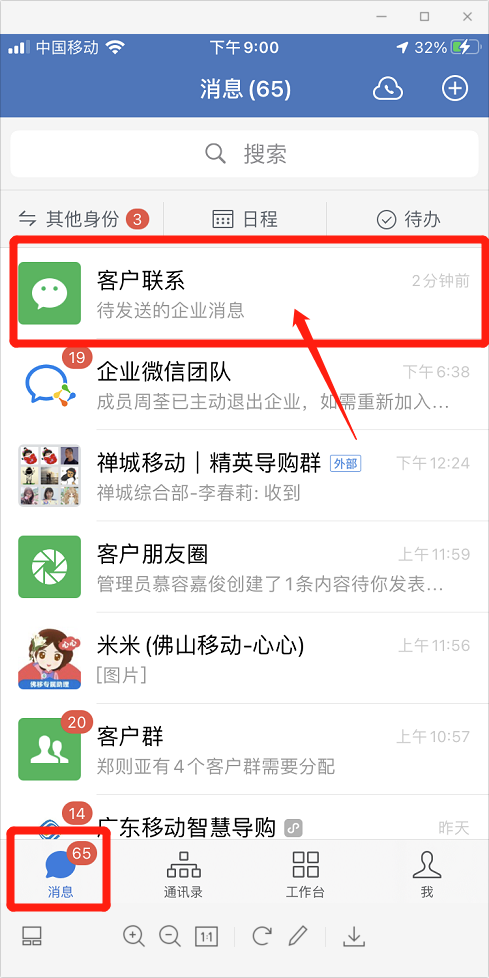 中国移动
下午9:00
32%
消息 (65)
搜索
其他身份 3
日程
待办
客户联系
2分钟前
待发送的企业消息
19
企业微信团队
下午6:38
成员周荃已主动退出企业，如需重新加入...
禅城移动｜精英导购群 外部
下午12:24
禅城综合部-李春莉: 收到
客户朋友圈
上午11:59
管理员慕容嘉俊创建了1条内容待你发表...
米米 (佛山移动-心心)
上午11:56
[图片]
佛移专属助理
20
客户群
上午10:57
郑则亚有4个客户群需要分配
14
广东移动智慧导购
昨天
65
消息
通讯录
工作台
我
1:1